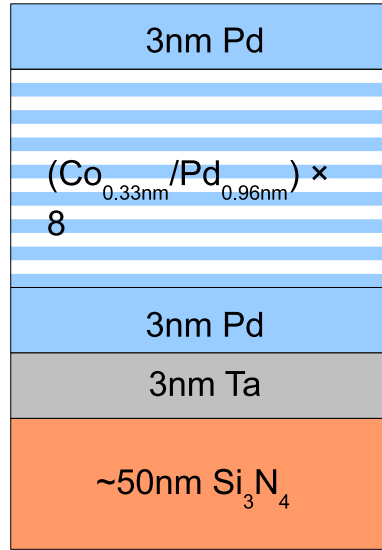 3nm Pd
(Co0.33nm/Pd0.96nm) ×
8
3nm Pd
3nm Ta
~50nm Si3N4